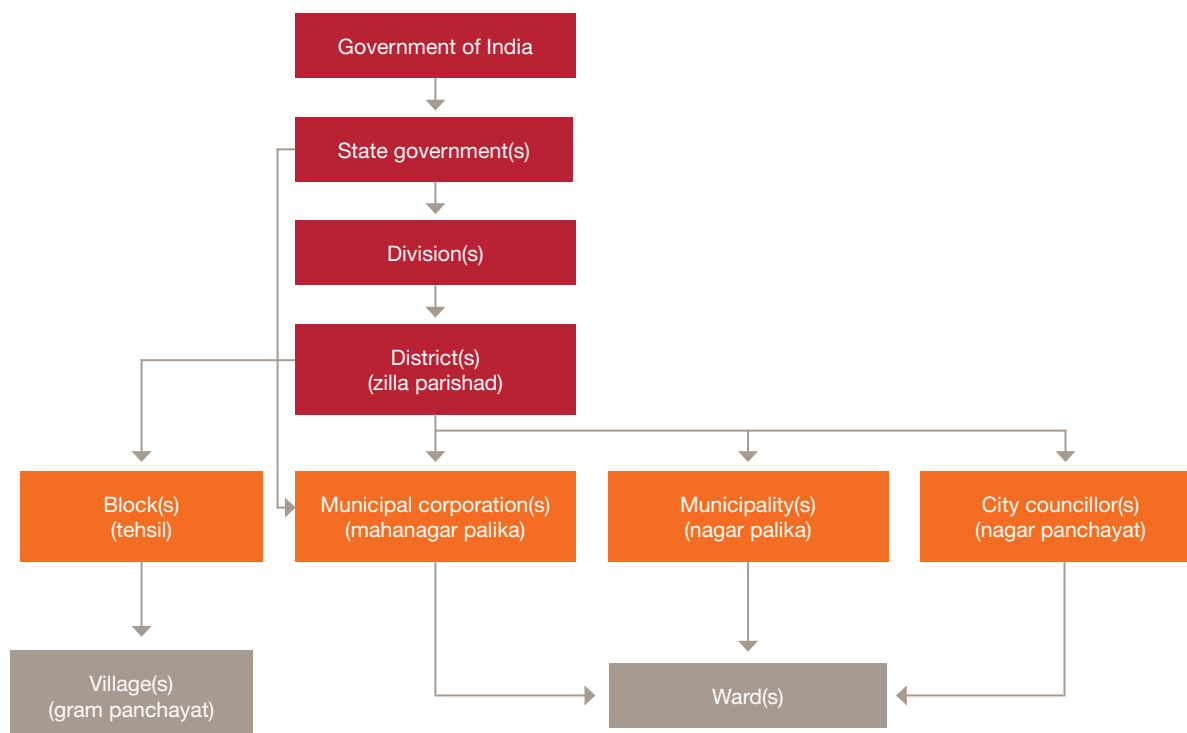 Government of India
State government(s)
Division(s)
District(s)
(zilla parishad)
Block(s)
(tehsil)
Municipal corporation(s)
(mahanagar palika)
Municipality(s)
(nagar palika)
City councillor(s)
(nagar panchayat)
Village(s)
(gram panchayat)
Ward(s)